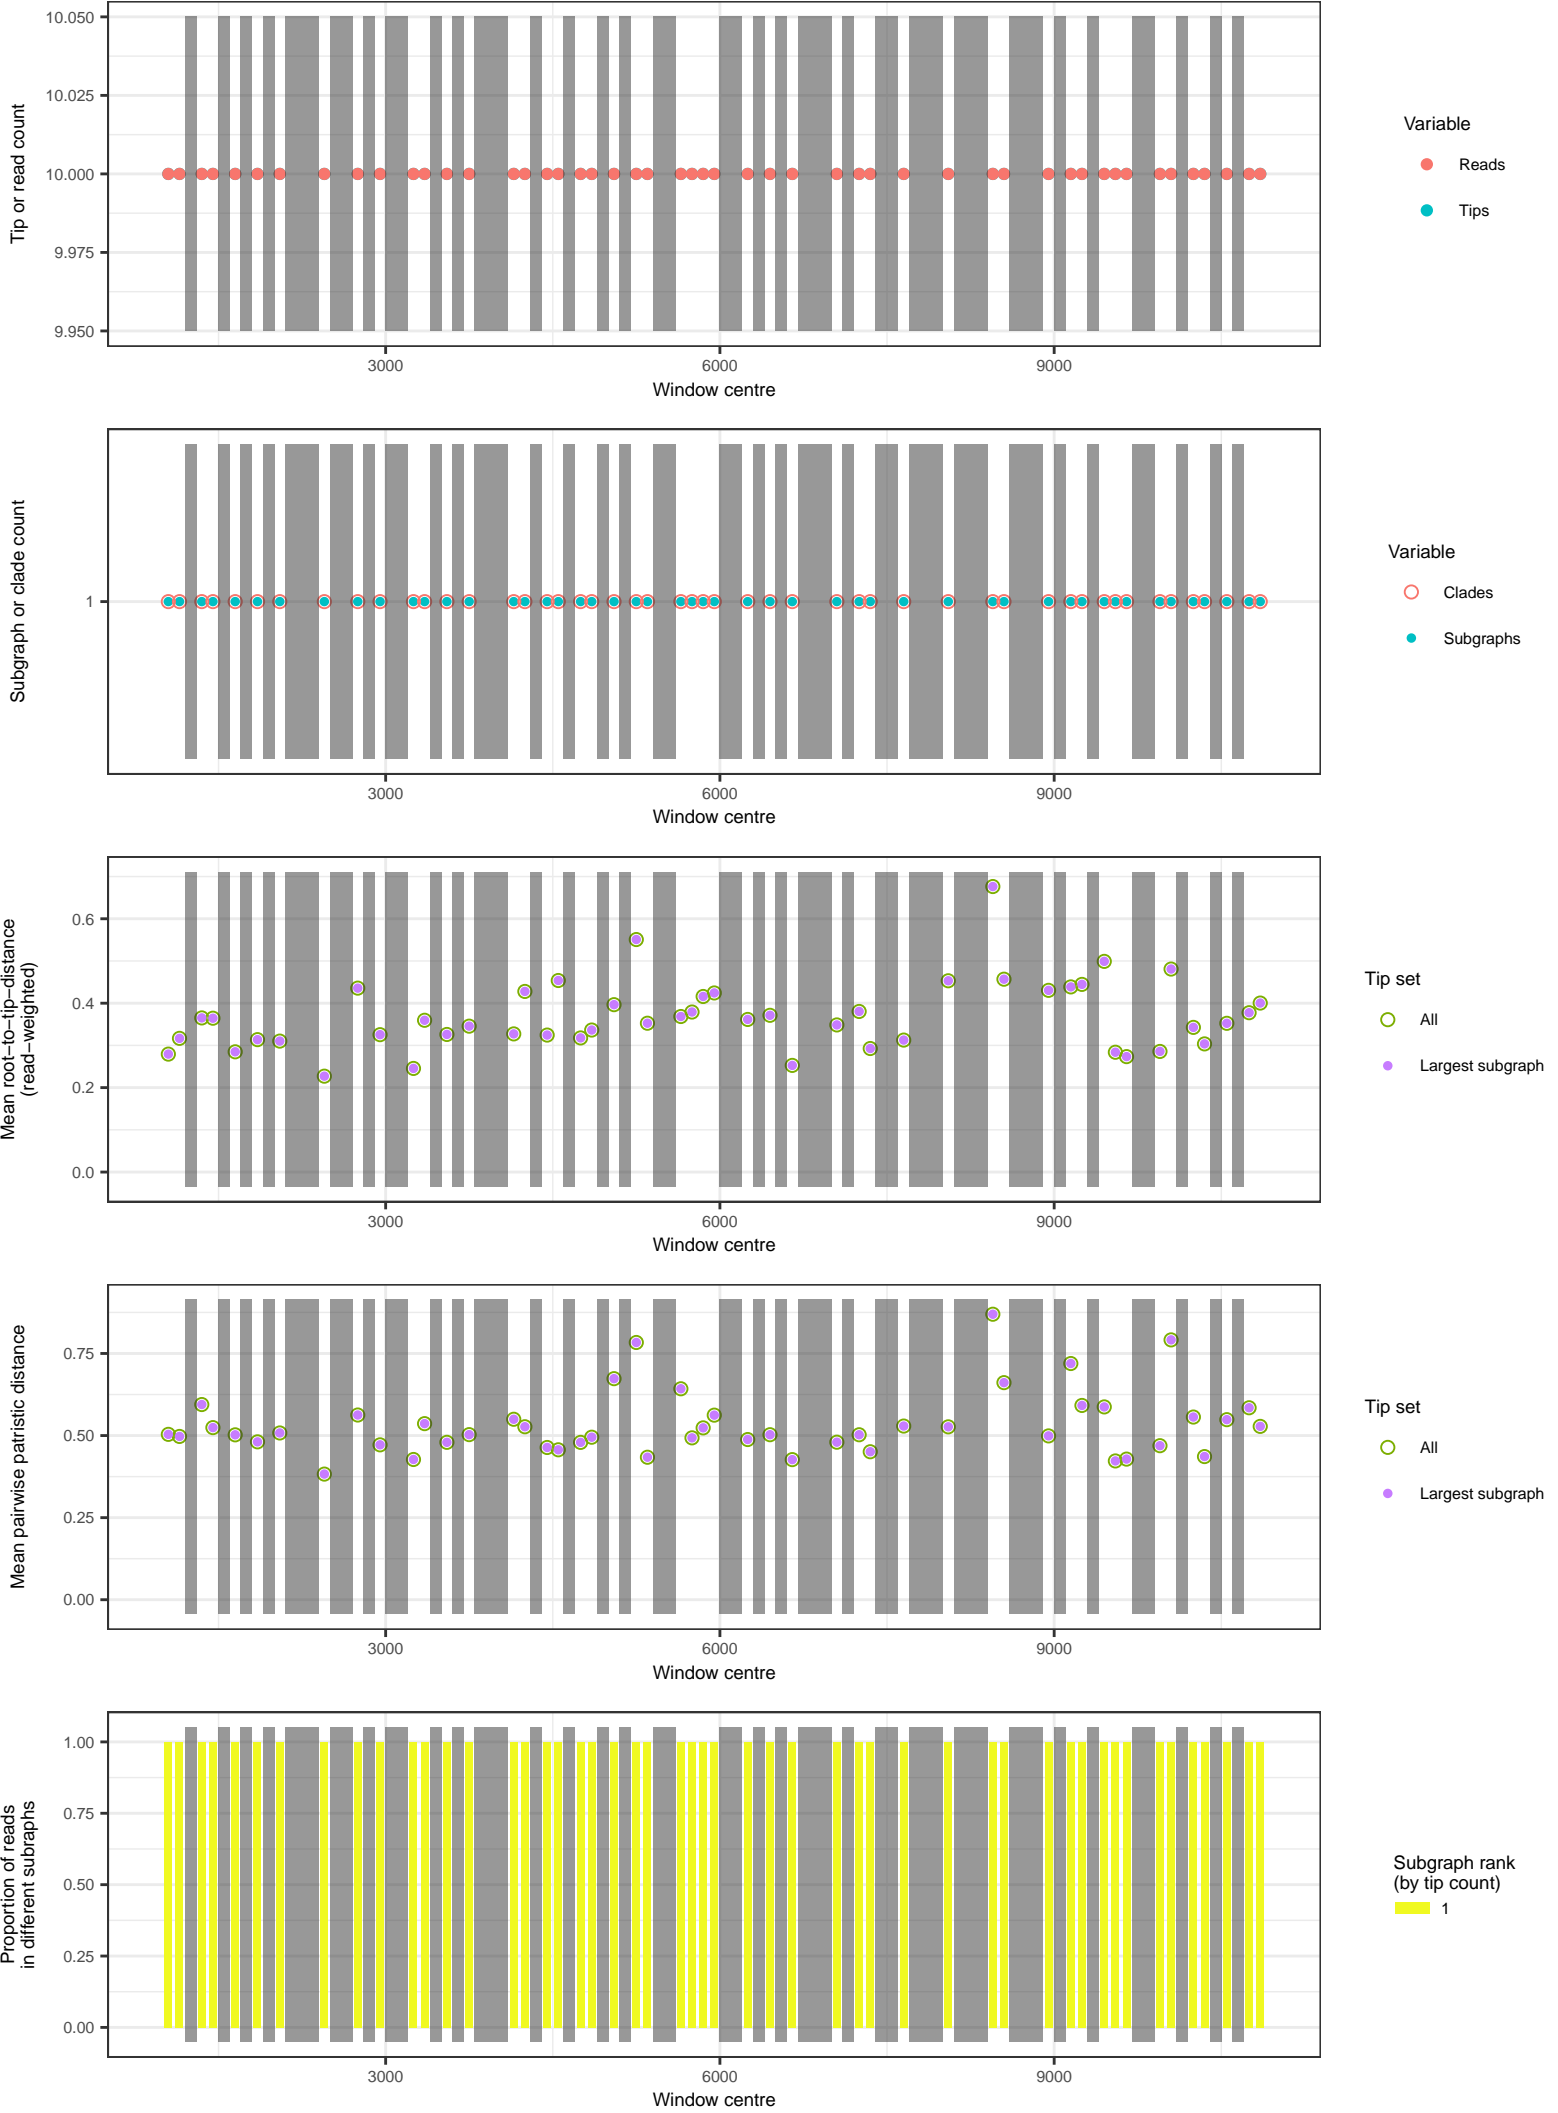 10.050
10.025
10.000
9.975
9.950
Tip or read count
3000
6000
9000
Window centre
Variable
Reads
Tips
1
Subgraph or clade count
3000
6000
9000
Window centre
Variable
Clades
Subgraphs
0.6
0.4
0.2
0.0
Mean root−to−tip−distance
(read−weighted)
3000
6000
9000
Window centre
Tip set
All
Largest subgraph
0.75
0.50
0.25
0.00
Mean pairwise patristic distance
3000
6000
9000
Window centre
Tip set
All
Largest subgraph
1.00
0.75
0.50
0.25
0.00
Proportion of reads
in different subraphs
3000
6000
9000
Window centre
Subgraph rank
(by tip count)
1